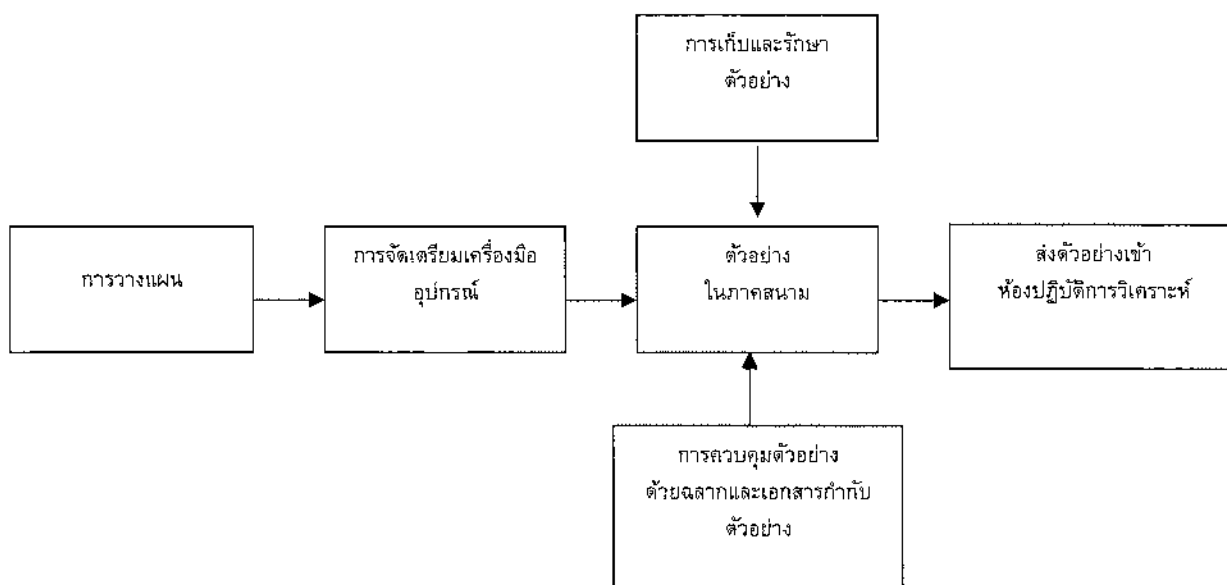 การเก็บและรักษา
ตัวอย่าง
การวางแผน
การจัดเตรียมเครื่องมือ
อุปกรณ์
ตัวอย่าง
ในภาคสนาม
ส่งตัวอย่างเข้า
ห้องปฏิบัติการวิเคราะห์
การควบคุมตัวอย่าง
ด้วยฉลากและเอกสารกำกับ
ตัวอย่าง